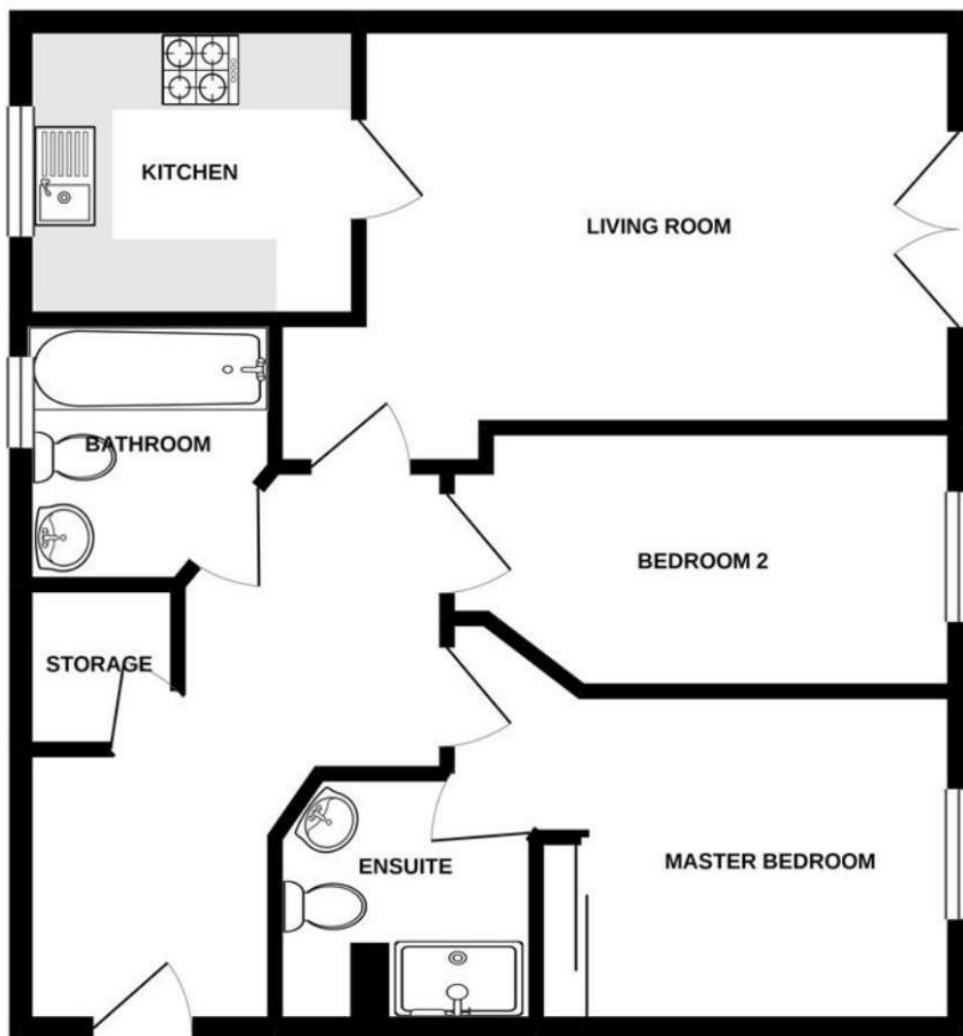 KITCHEN
LIVING ROOM
BATHROOM
BEDROOM 2
STORAGE
ENSUITE
MASTER BEDROOM